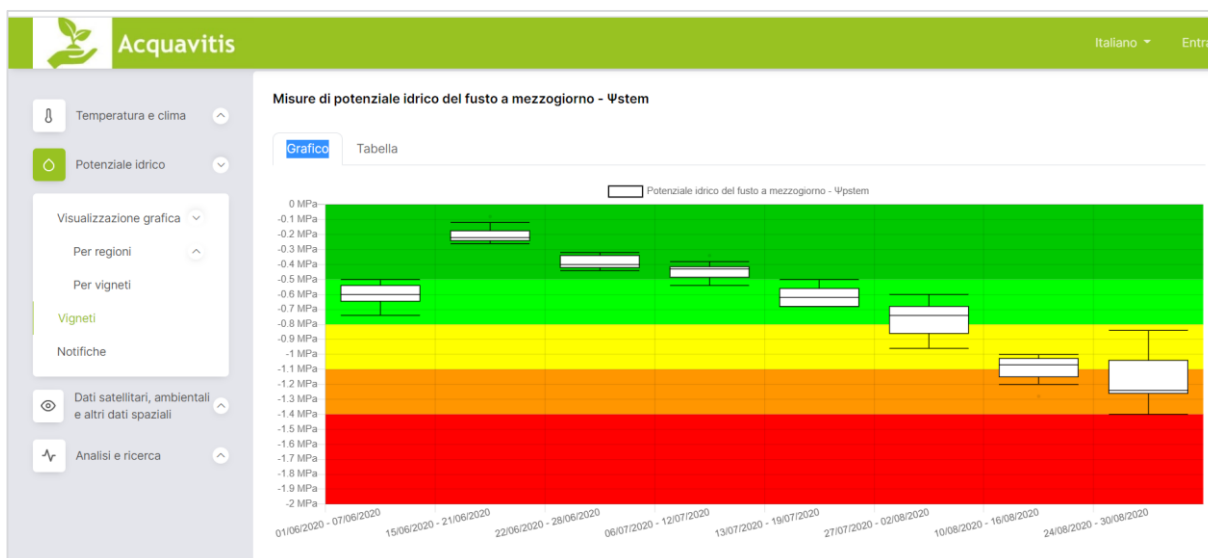 Acquavitis
Italiano
Entra
Temperatura e clima
Potenziale idrico
Visualizzazione grafica
Per regioni
Per vigneti
Vigneti
Notifiche
Dati satellitari, ambientali
e altri dati spaziali
Analisi e ricerca
Misure di potenziale idrico del fusto a mezzogiorno - Ψstem
Grafico Tabella
Potenziale idrico del fusto a mezzogiorno - Ψpstem
0 MPa
-0.1 MPa
-0.2 MPa
-0.3 MPa
-0.4 MPa
-0.5 MPa
-0.6 MPa
-0.7 MPa
-0.8 MPa
-0.9 MPa
-1 MPa
-1.1 MPa
-1.2 MPa
-1.3 MPa
-1.4 MPa
-1.5 MPa
-1.6 MPa
-1.7 MPa
-1.8 MPa
-1.9 MPa
-2 MPa
01/06/2020 - 07/06/2020
15/06/2020 - 21/06/2020
22/06/2020 - 28/06/2020
06/07/2020 - 12/07/2020
13/07/2020 - 19/07/2020
27/07/2020 - 02/08/2020
10/08/2020 - 16/08/2020
24/08/2020 - 30/08/2020